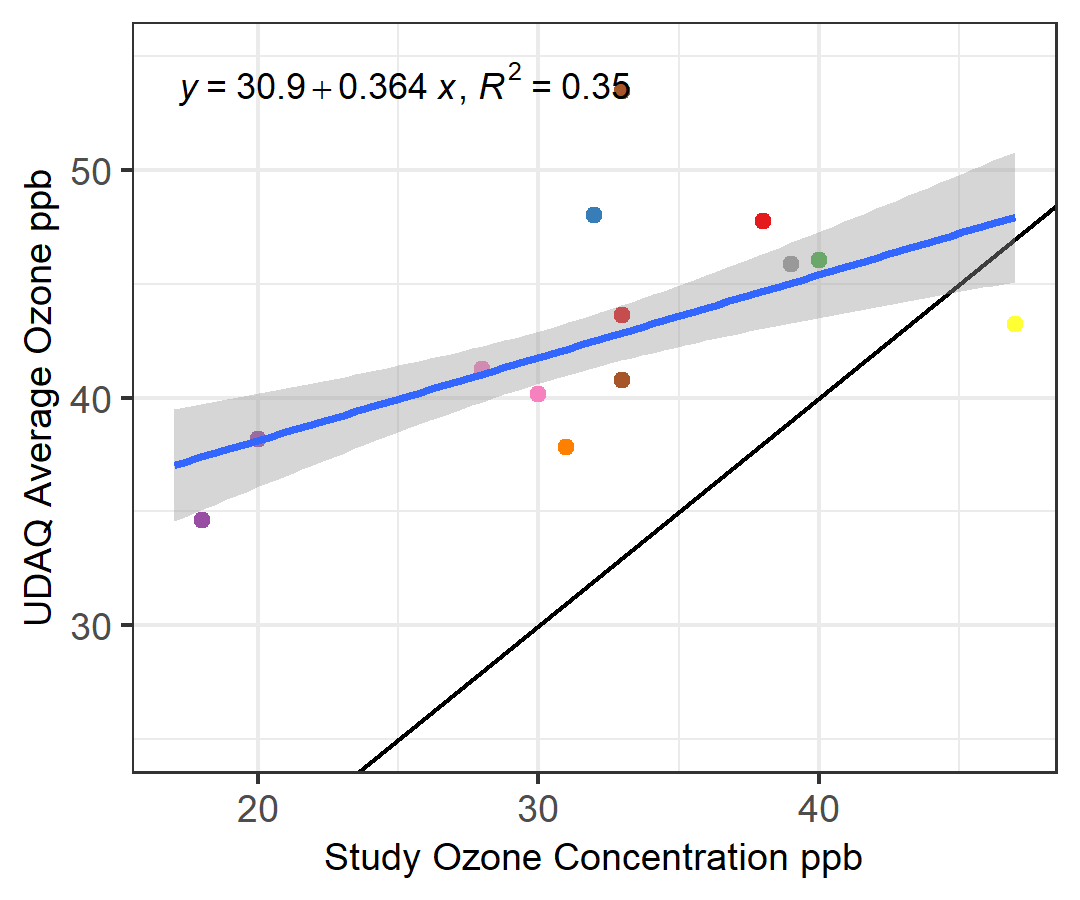 y = 30.9 + 0.364 x, R² = 0.35
50
40
30
UDAQ Average Ozone ppb
20 30 40
Study Ozone Concentration ppb